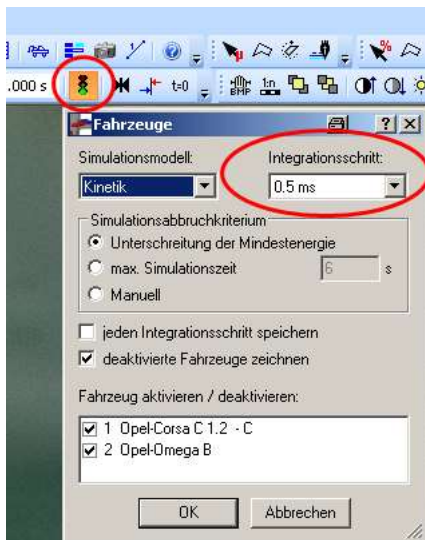 .000 s
t=0
1n
%
Fahrzeuge
?
Simulationsmodell: Integrationsschritt:
Kinetik 0.5 ms
Simulationsabbruchkriterium
Unterschreitung der Mindestenergie
max. Simulationszeit 6 s
Manuell
jeden Integrationsschritt speichern
deaktivierte Fahrzeuge zeichnen
Fahrzeug aktivieren / deaktivieren:
1 Opel-Corsa C 1.2 - C
2 Opel-Omega B
OK Abbrechen